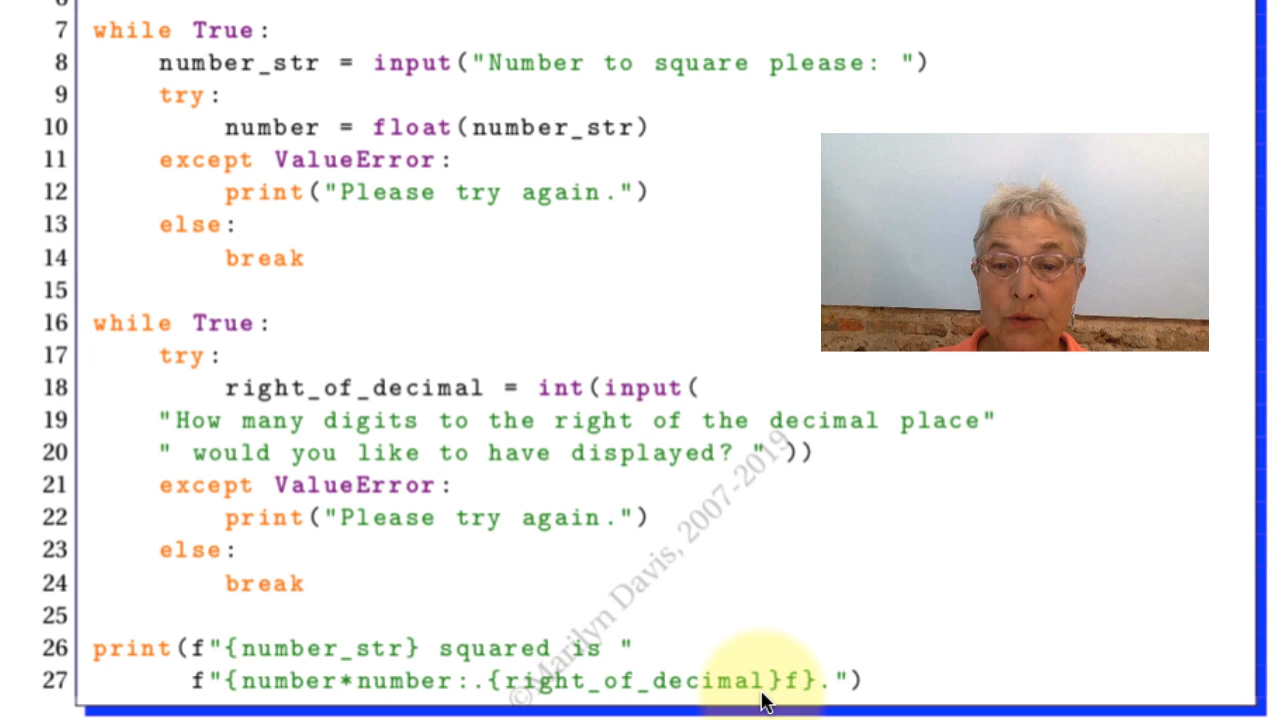 7 while True:
8     number_str = input("Number to square please: ")
9     try:
10         number = float(number_str)
11     except ValueError:
12         print("Please try again.")
13     else:
14         break
15
16 while True:
17     try:
18         right_of_decimal = int(input(
19     "How many digits to the right of the decimal place"
20     " would you like to have displayed? " ))
21     except ValueError:
22         print("Please try again.")
23     else:
24         break
25
26 print(f"{number_str} squared is "
27       f"{number*number:.{right_of_decimal}f}.")
©Marilyn Davis, 2007-2019